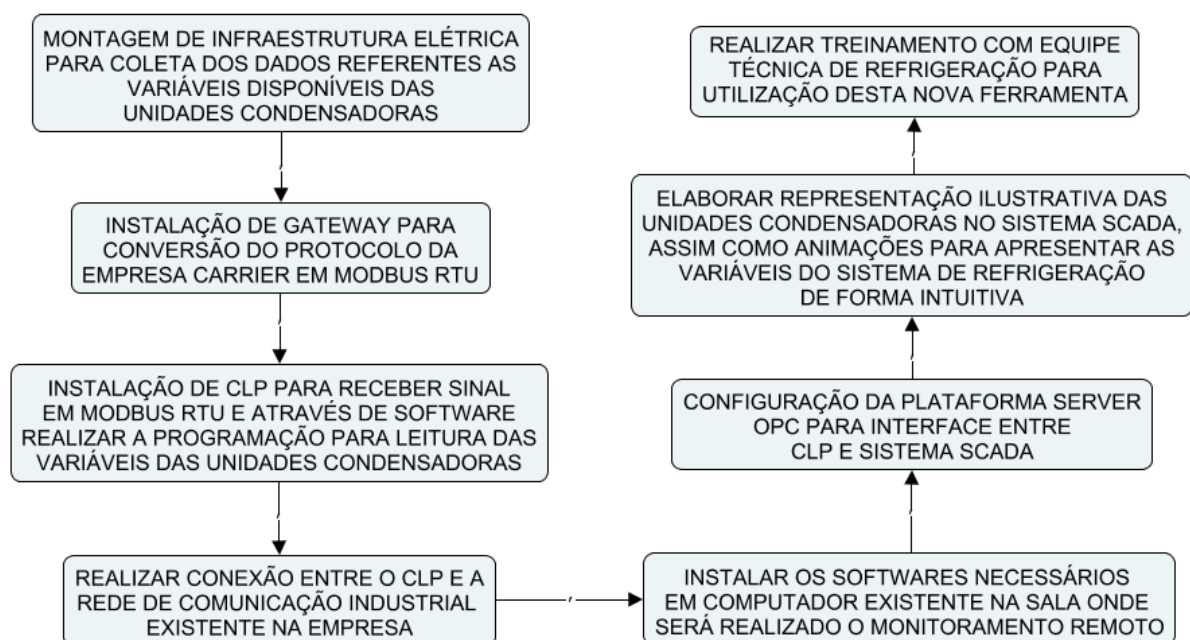 MONTAGEM DE INFRAESTRUTURA ELÉTRICA
PARA COLETA DOS DADOS REFERENTES AS
VARIÁVEIS DISPONÍVEIS DAS
UNIDADES CONDENSADORAS
INSTALAÇÃO DE GATEWAY PARA
CONVERSÃO DO PROTOCOLO DA
EMPRESA CARRIER EM MODBUS RTU
INSTALAÇÃO DE CLP PARA RECEBER SINAL
EM MODBUS RTU E ATRAVÉS DE SOFTWARE
REALIZAR A PROGRAMAÇÃO PARA LEITURA DAS
VARIÁVEIS DAS UNIDADES CONDENSADORAS
REALIZAR CONEXÃO ENTRE O CLP E A
REDE DE COMUNICAÇÃO INDUSTRIAL
EXISTENTE NA EMPRESA
INSTALAR OS SOFTWARES NECESSÁRIOS
EM COMPUTADOR EXISTENTE NA SALA ONDE
SERÁ REALIZADO O MONITORAMENTO REMOTO
CONFIGURAÇÃO DA PLATAFORMA SERVER
OPC PARA INTERFACE ENTRE
CLP E SISTEMA SCADA
ELABORAR REPRESENTAÇÃO ILUSTRATIVA DAS
UNIDADES CONDENSADORAS NO SISTEMA SCADA,
ASSIM COMO ANIMAÇÕES PARA APRESENTAR AS
VARIÁVEIS DO SISTEMA DE REFRIGERAÇÃO
DE FORMA INTUITIVA
REALIZAR TREINAMENTO COM EQUIPE
TÉCNICA DE REFRIGERAÇÃO PARA
UTILIZAÇÃO DESTA NOVA FERRAMENTA